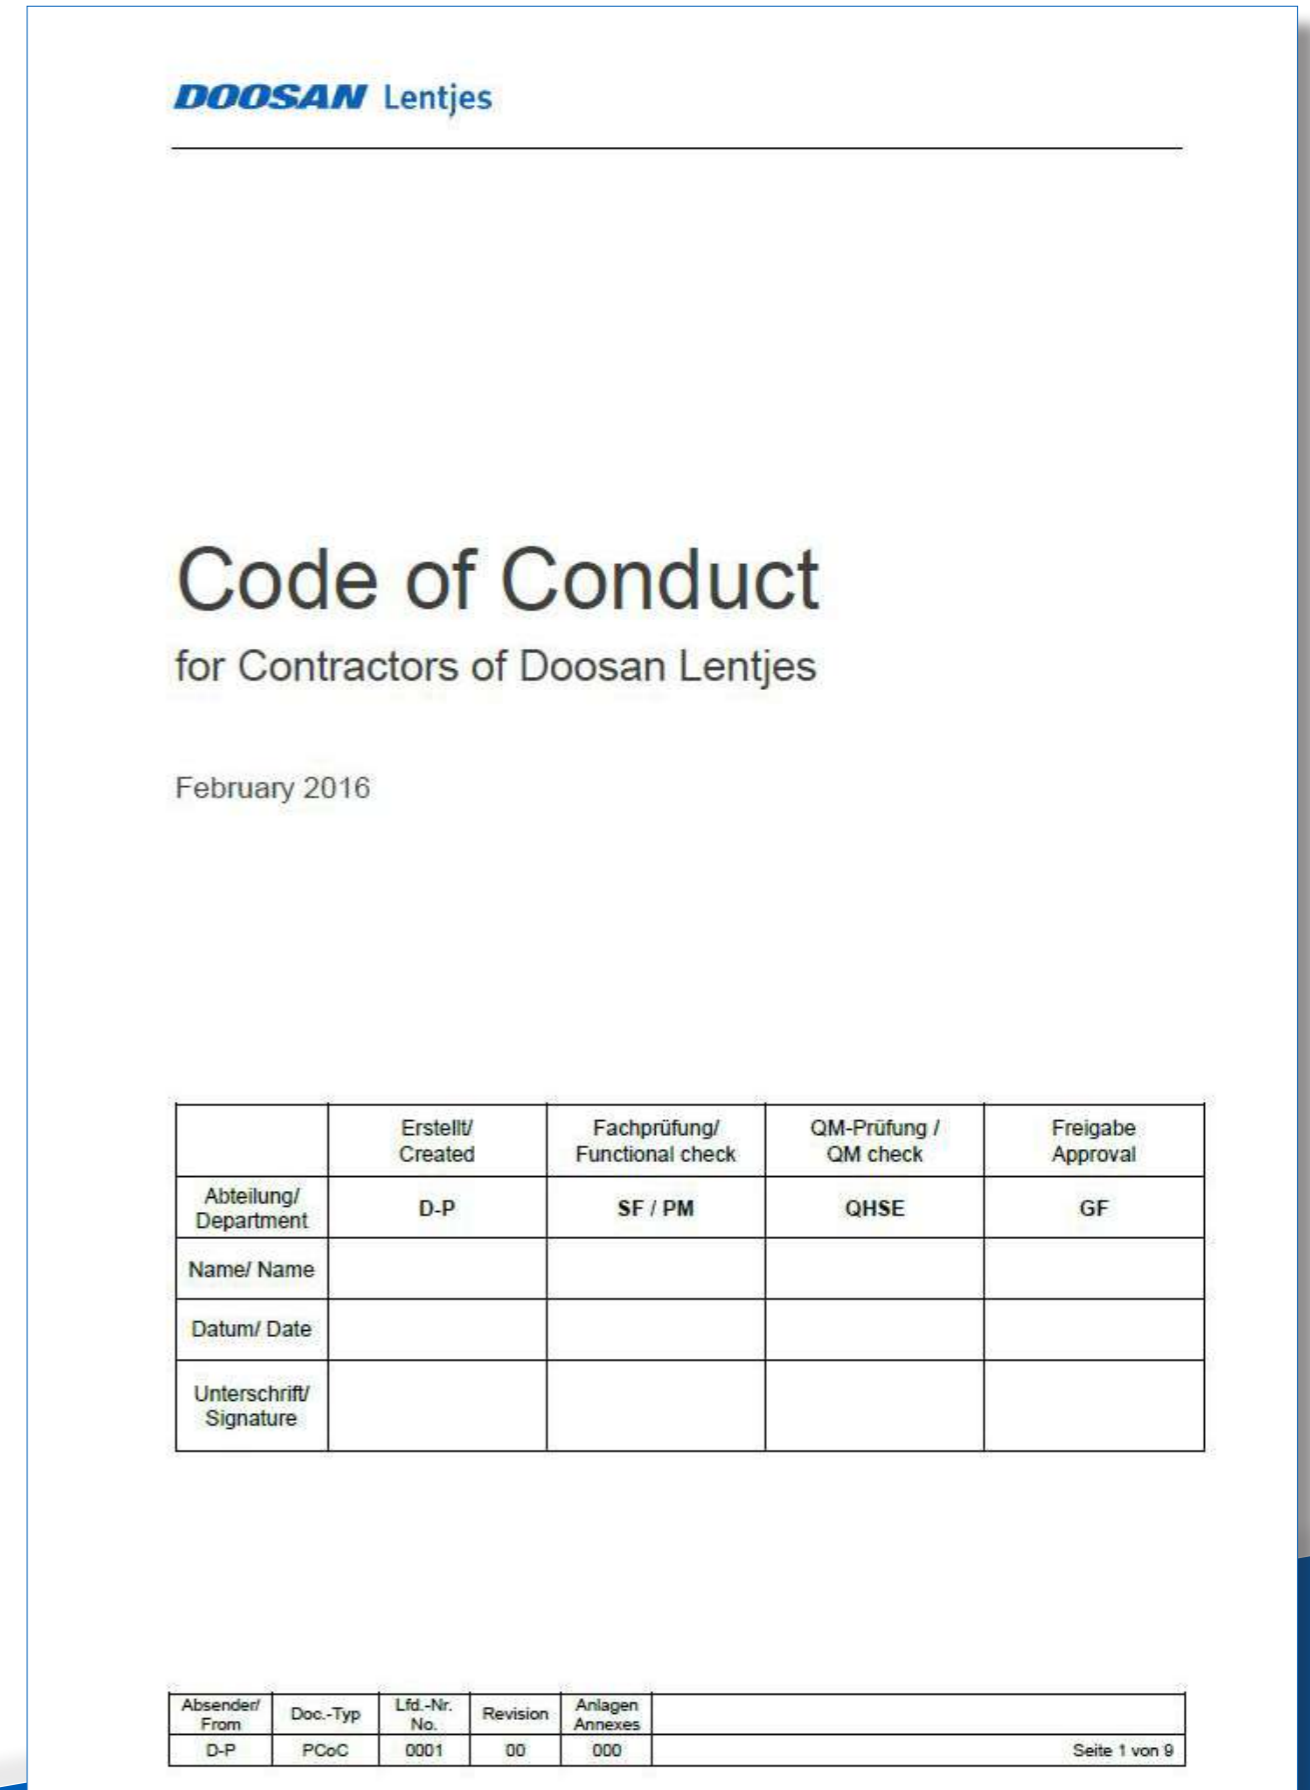 DOOSAN Lentjes
Code of Conduct
for Contractors of Doosan Lentjes
February 2016
Erstellt/ Created
Fachprüfung/ Functional check
QM-Prüfung / QM check
Freigabe Approval
Abteilung/ Department
D-P
SF / PM
QHSE
GF
Name/ Name
Datum/ Date
Unterschrift/ Signature
Absender/ From
Doc.-Typ
Lfd.-Nr. No.
Revision
Anlagen Annexes
D-P
PCoC
0001
00
000
Seite 1 von 9